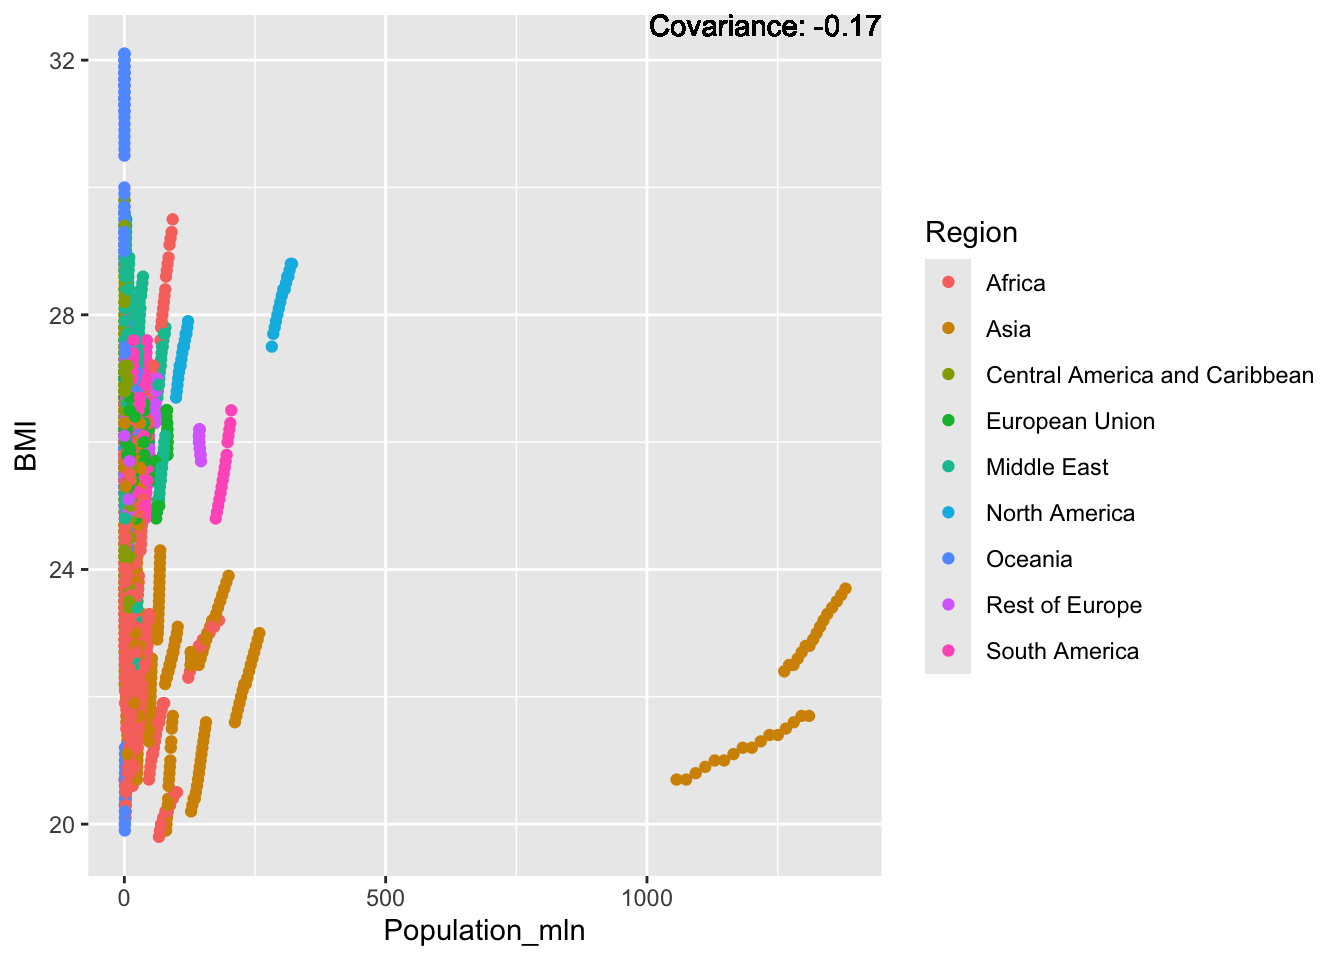 Covariance: -0.17
32
28
24
20
BMI
0
500
1000
Population_mln
Region
Africa
Asia
Central America and Caribbean
European Union
Middle East
North America
Oceania
Rest of Europe
South America